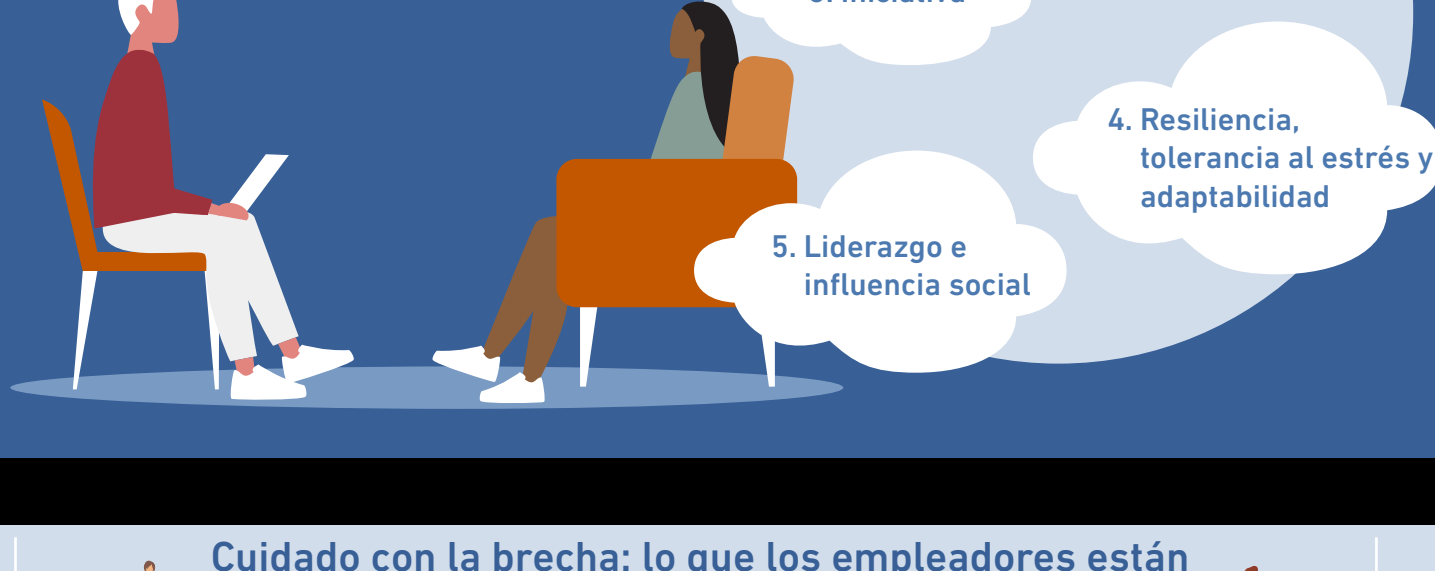 iniciativa
4. Resiliencia,
tolerancia al estrés y
adaptabilidad
5. Liderazgo e
influencia social
Cuidado con la brecha: lo que los empleadores están